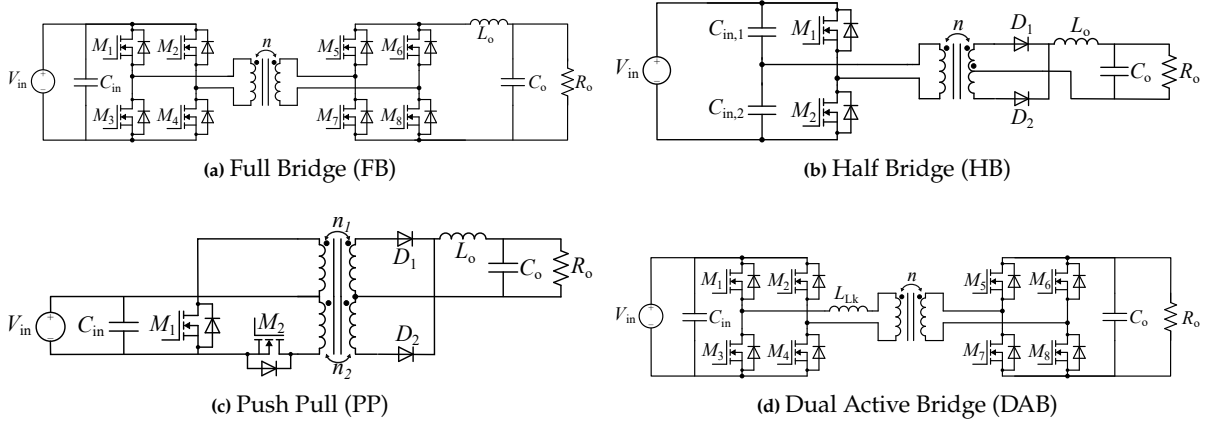 M1 M2 n M5 M6 Lo
Vin Cin Co Ro
M3 M4 M7 M8
(a) Full Bridge (FB)
Cin,1 M1 n D1 Lo
Vin Co Ro
Cin,2 M2 D2
(b) Half Bridge (HB)
n1
D1 Lo Co Ro
Vin Cin M1 M2 D2
n2
(c) Push Pull (PP)
M1 M2 LLk n M5 M6
Vin Cin Co Ro
M3 M4 M7 M8
(d) Dual Active Bridge (DAB)